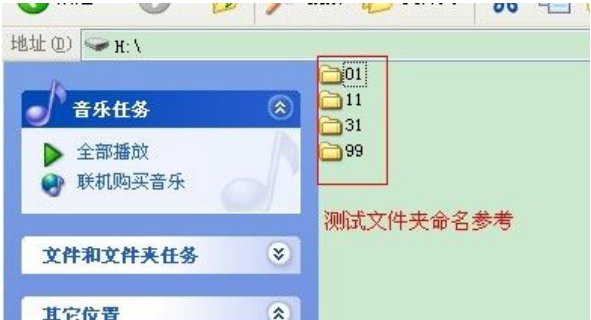 地址(D) H:\
音乐任务
全部播放
联机购买音乐
文件和文件夹任务
其它位置
01
11
31
99
测试文件夹命名参考